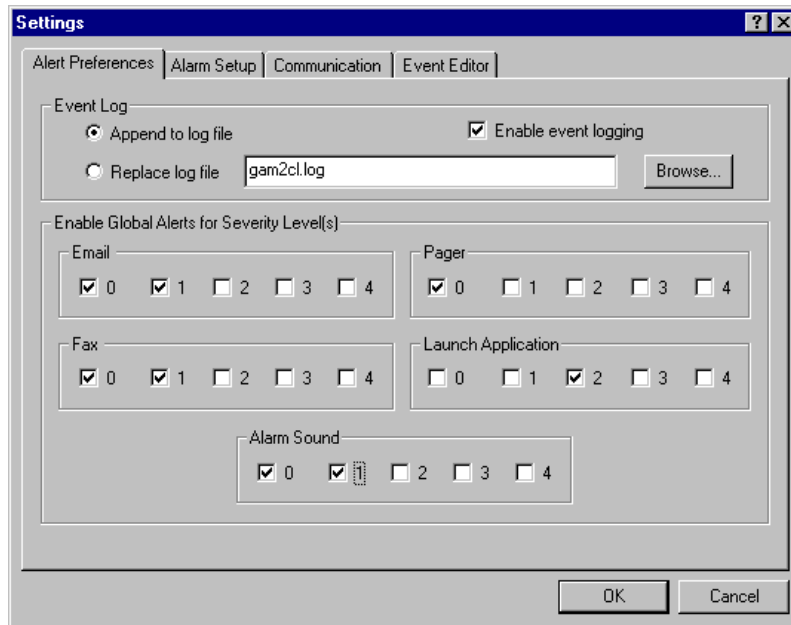 Settings
Alert Preferences Alarm Setup Communication Event Editor
Event Log
Append to log file Enable event logging
Replace log file gam2cl.log Browse...
Enable Global Alerts for Severity Level(s)
Email Pager
0 1 2 3 4 0 1 2 3 4
Fax Launch Application
0 1 2 3 4 0 1 2 3 4
Alarm Sound
0 1 2 3 4
OK Cancel